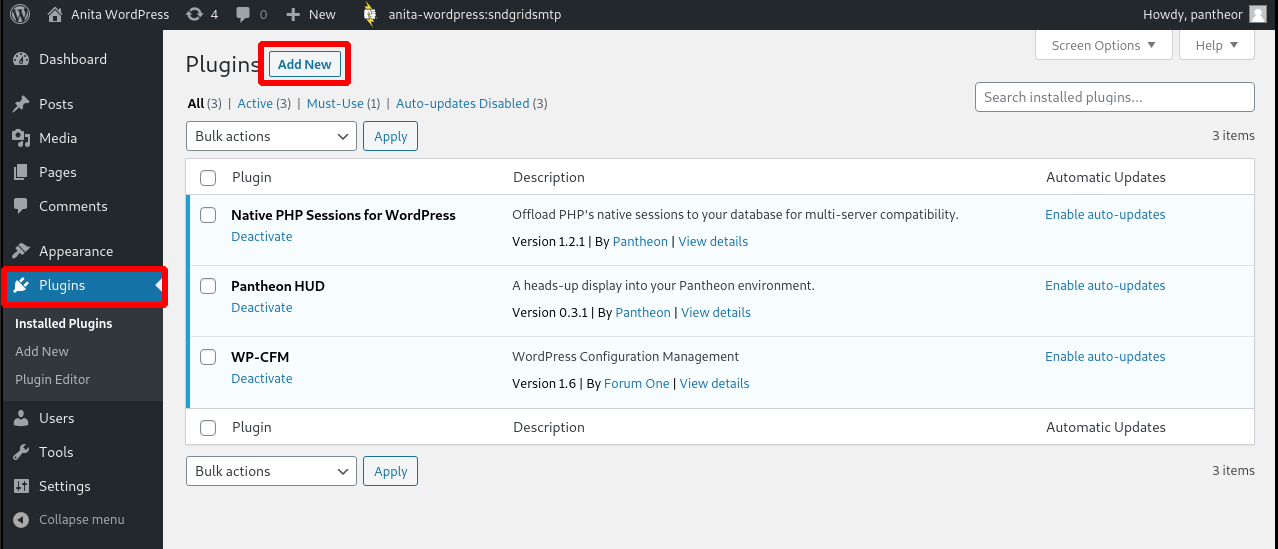 Anita WordPress 4 0 New anita-wordpress:sndgridsmtp Howdy, pantheor
Screen Options Help
Dashboard
Posts
Media
Pages
Comments
Appearance
Plugins
Installed Plugins
Add New
Plugin Editor
Users
Tools
Settings
Collapse menu
Plugins Add New
All (3) | Active (3) | Must-Use (1) | Auto-updates Disabled (3)
Search installed plugins...
Bulk actions Apply 3 items
Plugin Description Automatic Updates
Native PHP Sessions for WordPress Offload PHP's native sessions to your database for multi-server compatibility. Enable auto-updates
Deactivate Version 1.2.1 | By Pantheon | View details
Pantheon HUD A heads-up display into your Pantheon environment. Enable auto-updates
Deactivate Version 0.3.1 | By Pantheon | View details
WP-CFM WordPress Configuration Management Enable auto-updates
Deactivate Version 1.6 | By Forum One | View details
Plugin Description Automatic Updates
Bulk actions Apply 3 items